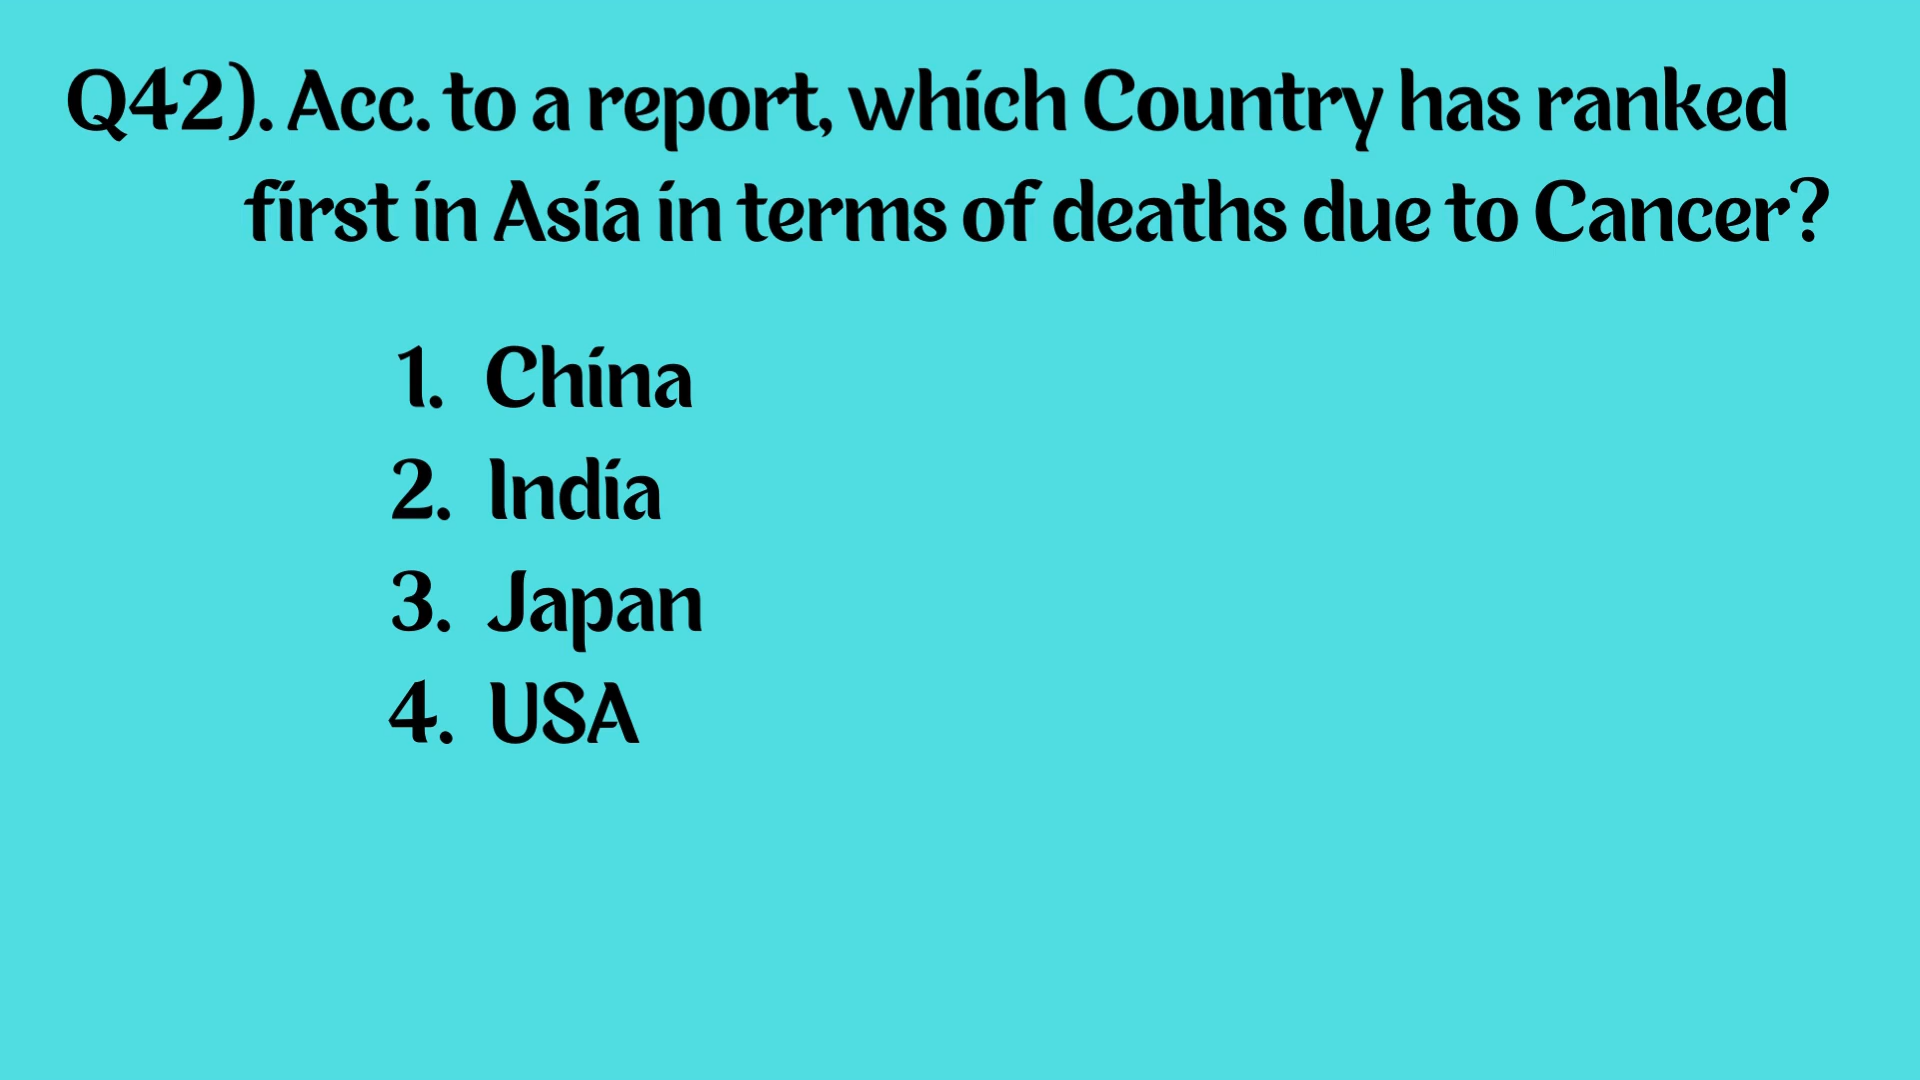 Q42). Acc. to a report, which Country has ranked
first in Asia in terms of deaths due to Cancer?
1. China
2. India
3. Japan
4. USA